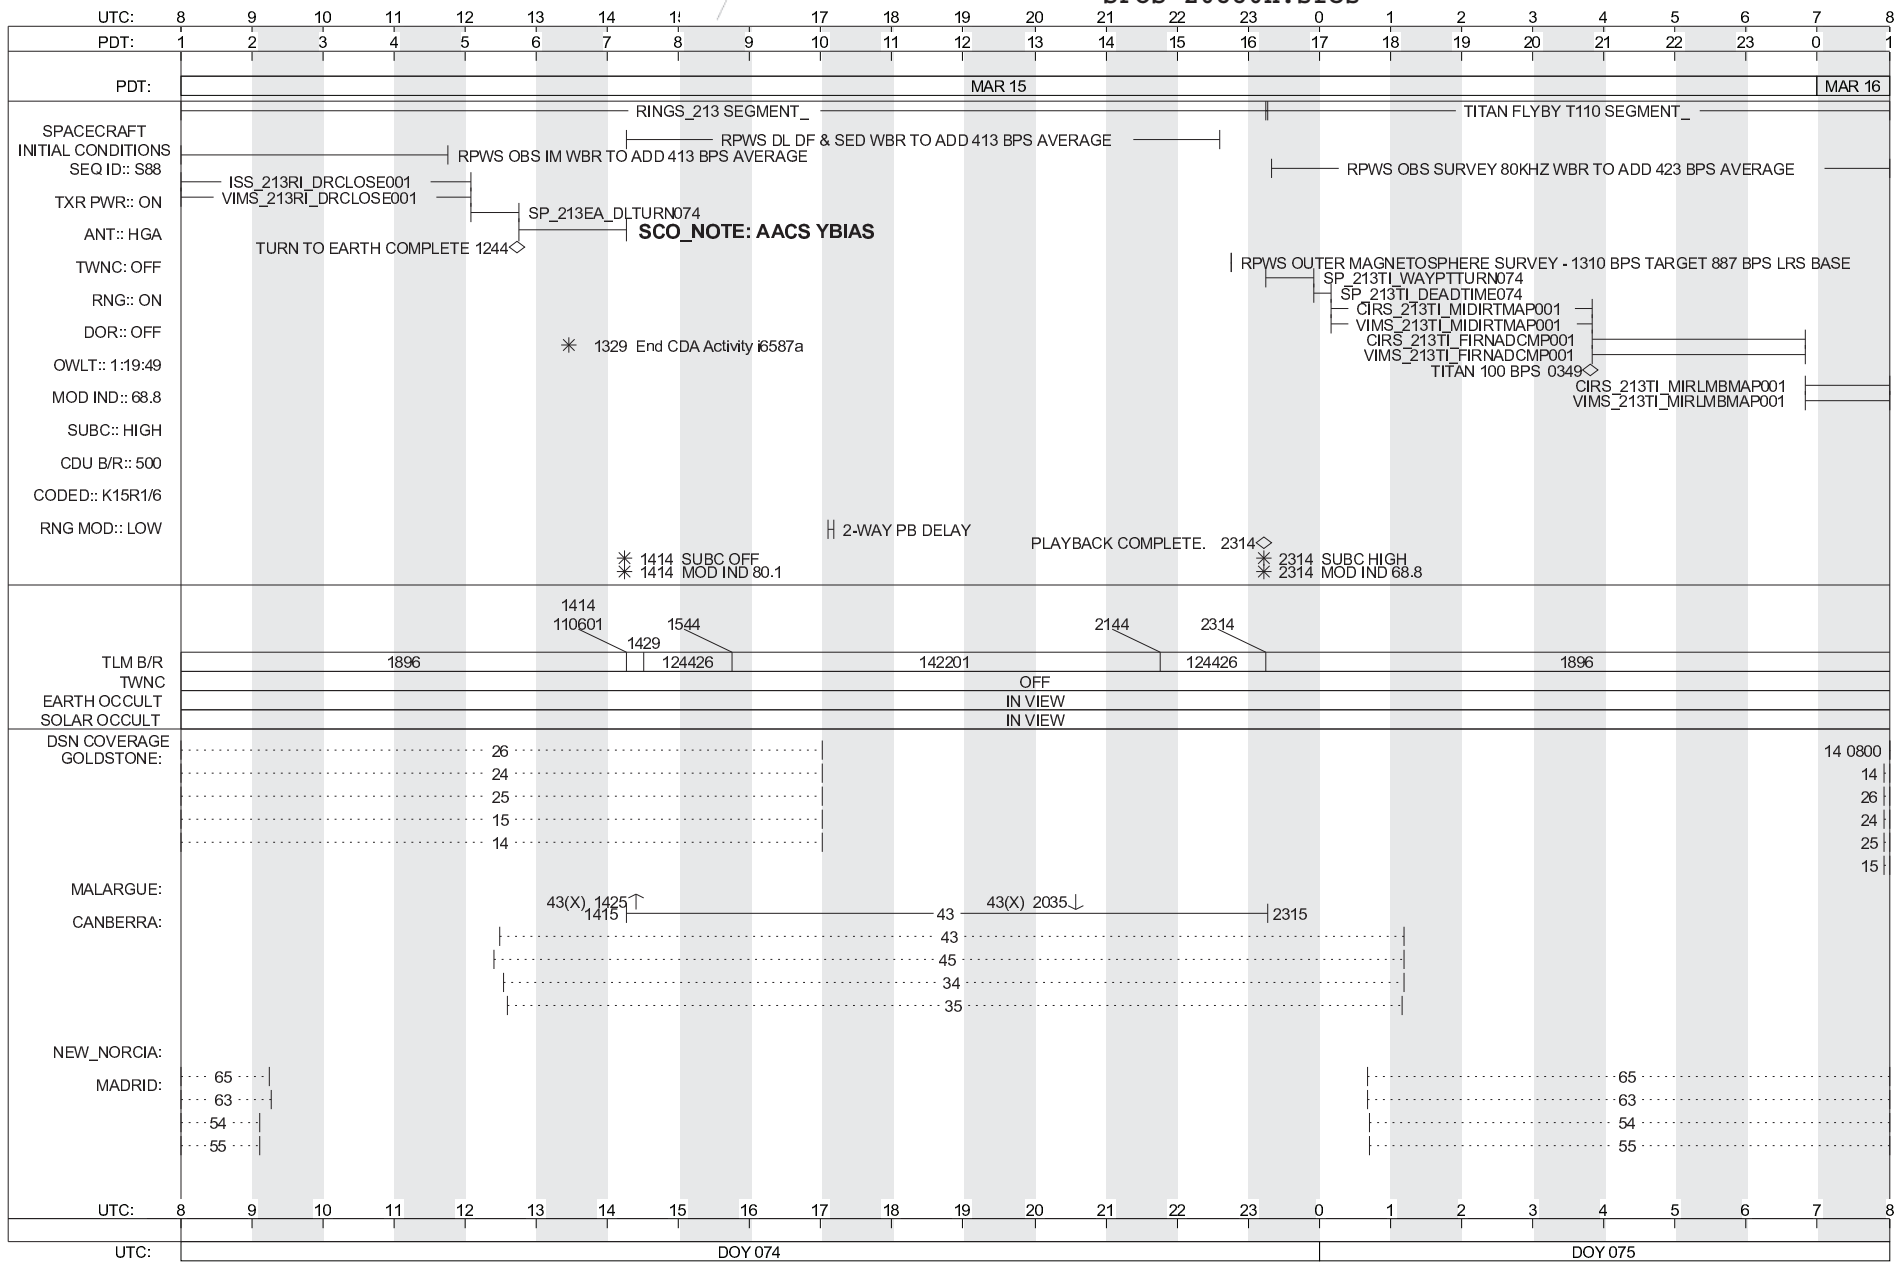 UTC: 8 9 10 11 12 13 14 17 18 19 20 21 22 23 0 1 2 3 4 5 6 7 8
PDT: 1 2 3 4 5 6 7 8 9 10 11 12 13 14 15 16 17 18 19 20 21 22 23 0 1
PDT: MAR 15 MAR 16
RINGS_213 SEGMENT_ TITAN FLYBY T110 SEGMENT_
SPACECRAFT
INITIAL CONDITIONS
RPWS DL DF & SED WBR TO ADD 413 BPS AVERAGE
RPWS OBS IM WBR TO ADD 413 BPS AVERAGE
SEQ ID:: S88
RPWS OBS SURVEY 80KHZ WBR TO ADD 423 BPS AVERAGE
ISS_213RI_DRCLOSE001
VIMS_213RI_DRCLOSE001
TXR PWR:: ON
SP_213EA_DLTURN074
ANT:: HGA
SCO_NOTE: AACS YBIAS
TURN TO EARTH COMPLETE 1244
TWNC: OFF
RPWS OUTER MAGNETOSPHERE SURVEY - 1310 BPS TARGET 887 BPS LRS BASE
SP_213TI_WAYPTTURN074
SP_213TI_DEADTIME074
RNG:: ON
CIRS_213TI_MIDIRTMAP001
VIMS_213TI_MIDIRTMAP001
DOR:: OFF
CIRS_213TI_FIRNADCMP001
1329 End CDA Activity i6587a
VIMS_213TI_FIRNADCMP001
OWLT:: 1:19:49
TITAN 100 BPS 0349
CIRS_213TI_MIRLMBMAP001
MOD IND:: 68.8
VIMS_213TI_MIRLMBMAP001
SUBC:: HIGH
CDU B/R:: 500
CODED:: K15R1/6
RNG MOD:: LOW
2-WAY PB DELAY
PLAYBACK COMPLETE. 2314
1414 SUBC OFF 2314 SUBC HIGH
1414 MOD IND 80.1 2314 MOD IND 68.8
1414
110601 1544 2144 2314
1429
TLM B/R 1896 124426 142201 124426 1896
TWNC OFF
EARTH OCCULT IN VIEW
SOLAR OCCULT IN VIEW
DSN COVERAGE
GOLDSTONE: 26 14 0800
24 14
25 26
15 24
14 25
15
MALARGUE:
43(X) 1425 43(X) 2035
CANBERRA: 1415 43 2315
43
45
34
35
NEW_NORCIA:
MADRID: 65 65
63 63
54 54
55 55
UTC: 8 9 10 11 12 13 14 15 16 17 18 19 20 21 22 23 0 1 2 3 4 5 6 7 8
UTC: DOY 074 DOY 075